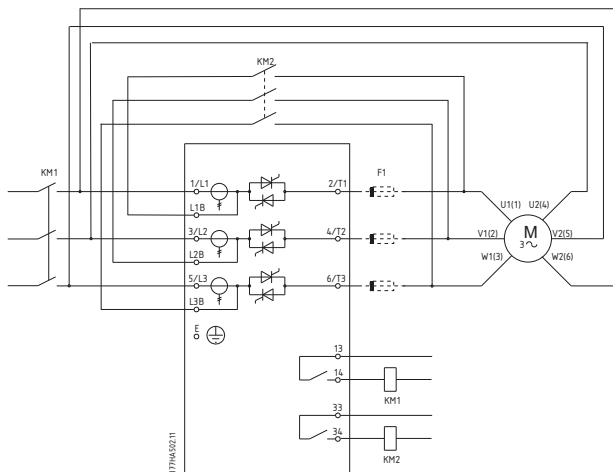 KM2
KM1
1/L1
2/T1
F1
L1B
3/L2
4/T2
L2B
5/L3
6/T3
L3B
E
U1(1)
U2(4)
V1(2)
M
3~
V2(5)
W1(3)
W2(6)
13
14
KM1
33
34
KM2
177HA502.11